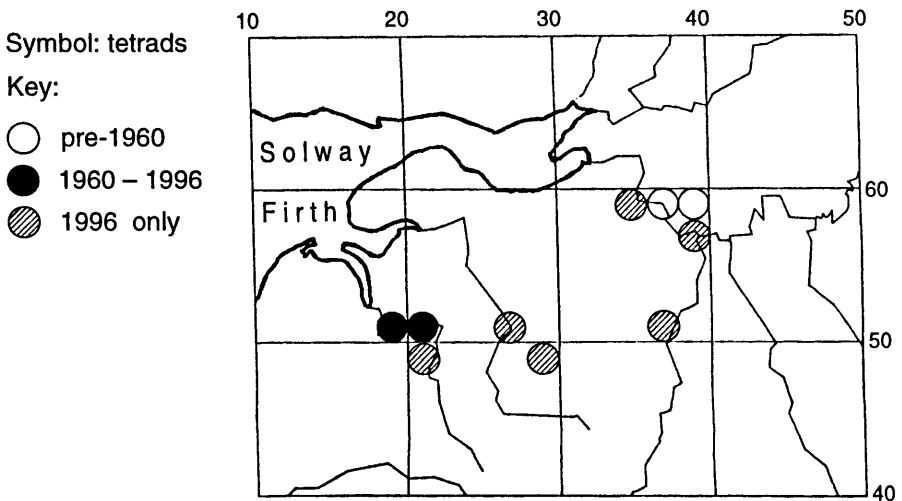 10 20 30 40 50
Symbol: tetrads
Key:
pre-1960
1960 – 1996
1996 only
Solway
Firth
60
50
40